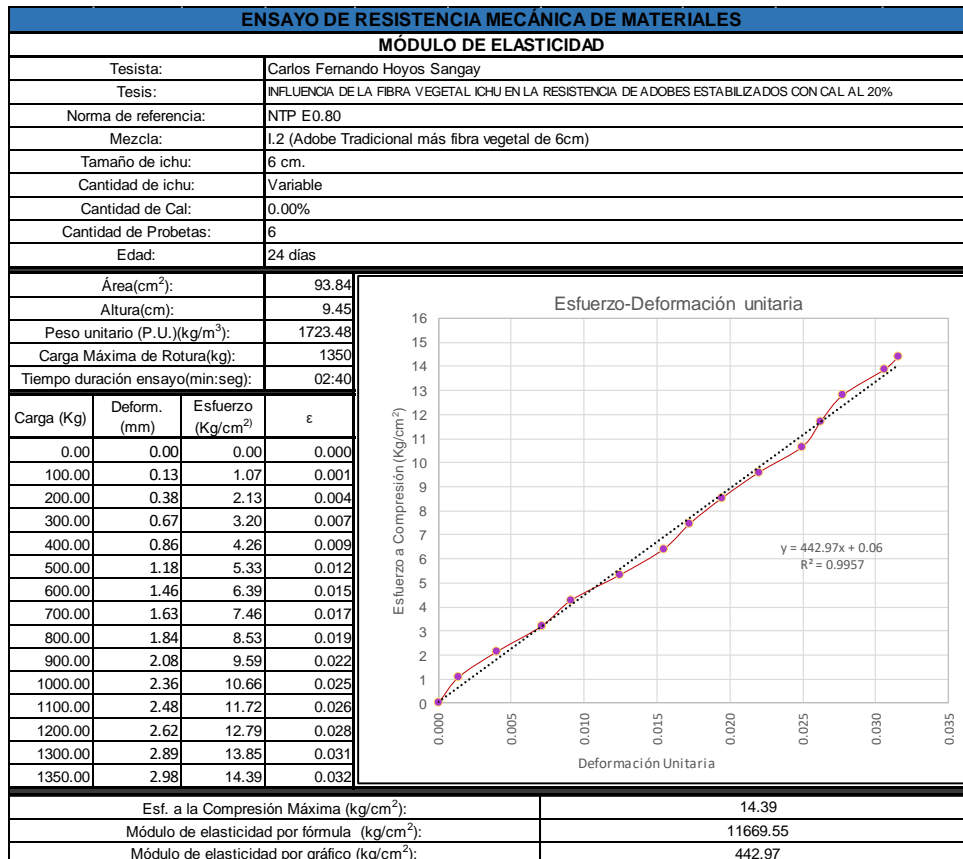 ENSAYO DE RESISTENCIA MECÁNICA DE MATERIALES
MÓDULO DE ELASTICIDAD
Tesista: Carlos Fernando Hoyos Sangay
Tesis: INFLUENCIA DE LA FIBRA VEGETAL ICHU EN LA RESISTENCIA DE ADOBES ESTABILIZADOS CON CAL AL 20%
Norma de referencia: NTP E0.80
Mezcla: I.2 (Adobe Tradicional más fibra vegetal de 6cm)
Tamaño de ichu: 6 cm.
Cantidad de ichu: Variable
Cantidad de Cal: 0.00%
Cantidad de Probetas: 6
Edad: 24 días
Área(cm²): 93.84
Altura(cm): 9.45
Peso unitario (P.U.)(kg/m³): 1723.48
Carga Máxima de Rotura(kg): 1350
Tiempo duración ensayo(min:seg): 02:40
Carga (Kg) Deform. (mm) Esfuerzo (Kg/cm²) ε
0.00 0.00 0.00 0.000
100.00 0.13 1.07 0.001
200.00 0.38 2.13 0.004
300.00 0.67 3.20 0.007
400.00 0.86 4.26 0.009
500.00 1.18 5.33 0.012
600.00 1.46 6.39 0.015
700.00 1.63 7.46 0.017
800.00 1.84 8.53 0.019
900.00 2.08 9.59 0.022
1000.00 2.36 10.66 0.025
1100.00 2.48 11.72 0.026
1200.00 2.62 12.79 0.028
1300.00 2.89 13.85 0.031
1350.00 2.98 14.39 0.032
Esfuerzo-Deformación unitaria
Esfuerzo a Compresión (Kg/cm²)
16
15
14
13
12
11
10
9
8
7
6
5
4
3
2
1
0
y = 442.97x + 0.06
R² = 0.9957
0.000 0.005 0.010 0.015 0.020 0.025 0.030 0.035
Deformación Unitaria
Esf. a la Compresión Máxima (kg/cm²): 14.39
Módulo de elasticidad por fórmula (kg/cm²): 11669.55
Módulo de elasticidad por gráfico (kg/cm²): 442.97